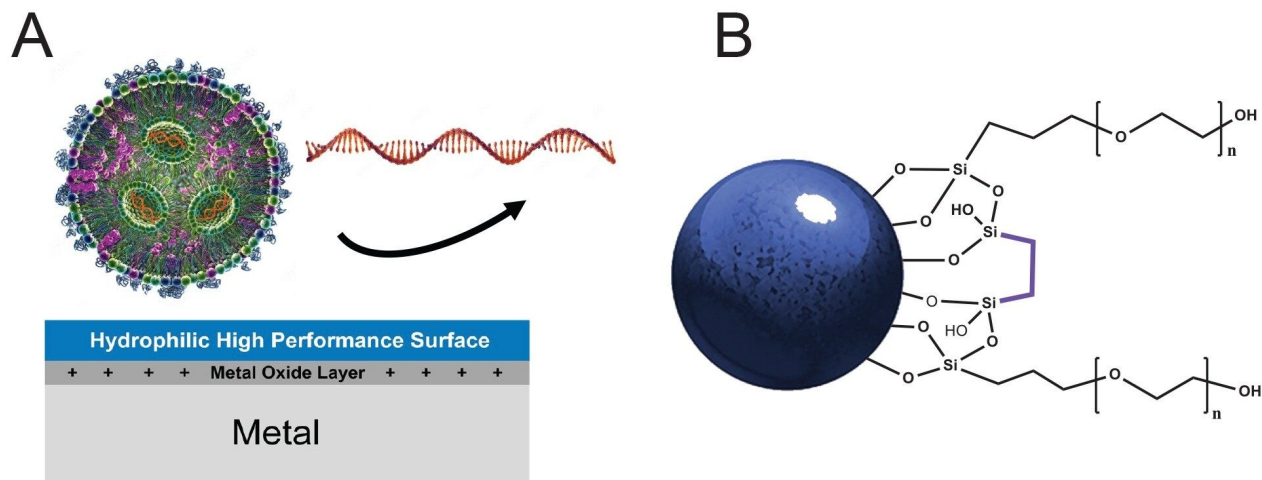 A
B
Hydrophilic High Performance Surface
+ + + + Metal Oxide Layer + + + +
Metal
O
n
OH
O
Si
O
O
HO
Si
O
O
Si
HO
O
O
O
Si
O
n
OH